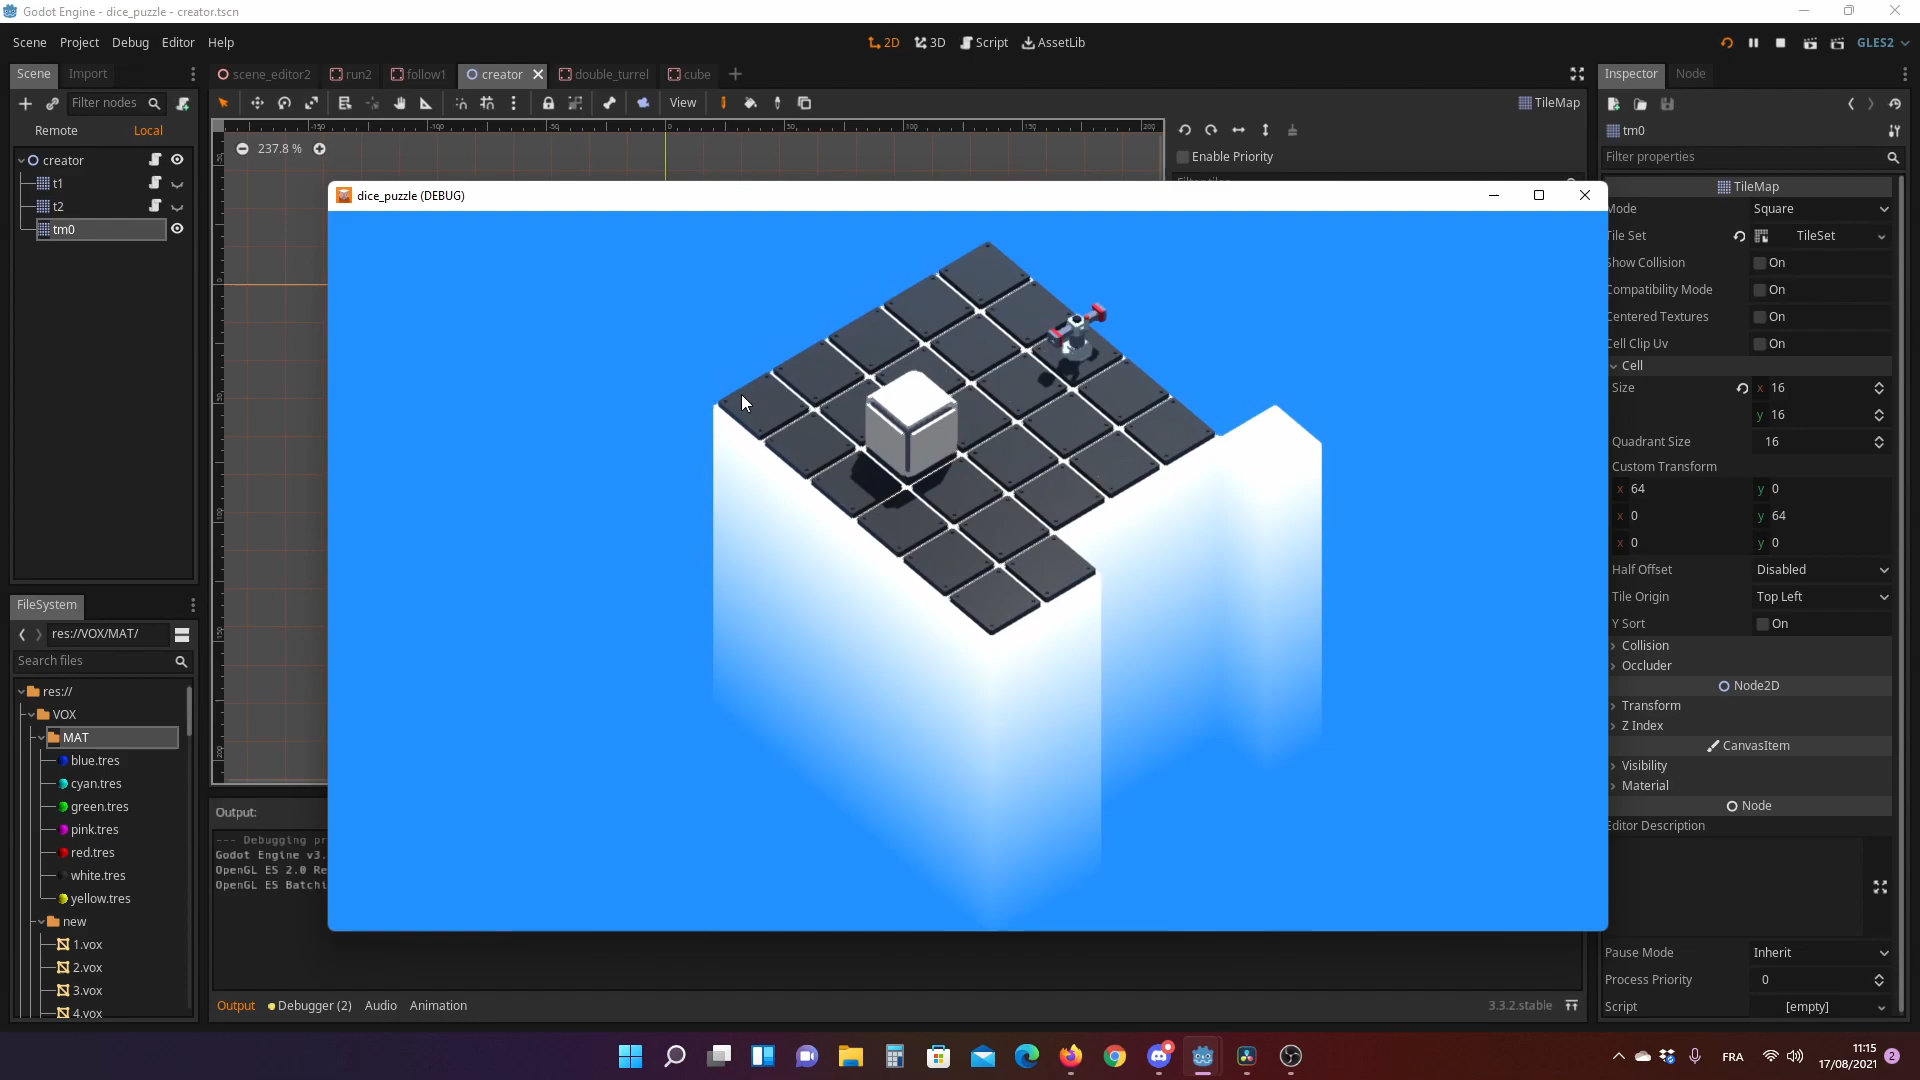 Godot Engine - dice_puzzle - creator.tscn
Scene Project Debug Editor Help
2D 3D Script AssetLib
GLES2
Scene Import
scene_editor2 run2 follow1 creator double_turrel cube
Inspector Node
Filter nodes
View
TileMap
Remote Local
tm0
237.8 %
Enable Priority
Filter properties
creator
t1
t2
tm0
dice_puzzle (DEBUG)
TileMap
Mode Square
Tile Set TileSet
Show Collision On
Compatibility Mode On
Centered Textures On
Cell Clip Uv On
Cell
Size x 16
y 16
Quadrant Size 16
Custom Transform
x 64 y 0
x 0 y 64
x 0 y 0
Half Offset Disabled
Tile Origin Top Left
Y Sort On
Collision
Occluder
Node2D
Transform
Z Index
CanvasItem
Visibility
Material
Node
Editor Description
Pause Mode Inherit
Process Priority 0
Script [empty]
FileSystem
res://VOX/MAT/
Search files
res://
VOX
MAT
blue.tres
cyan.tres
green.tres
pink.tres
red.tres
white.tres
yellow.tres
new
1.vox
2.vox
3.vox
4.vox
Output:
--- Debugging pr
Godot Engine v3.
OpenGL ES 2.0 Re
OpenGL ES Batchi
Output Debugger (2) Audio Animation
3.3.2.stable
FRA
11:15
17/08/2021
2